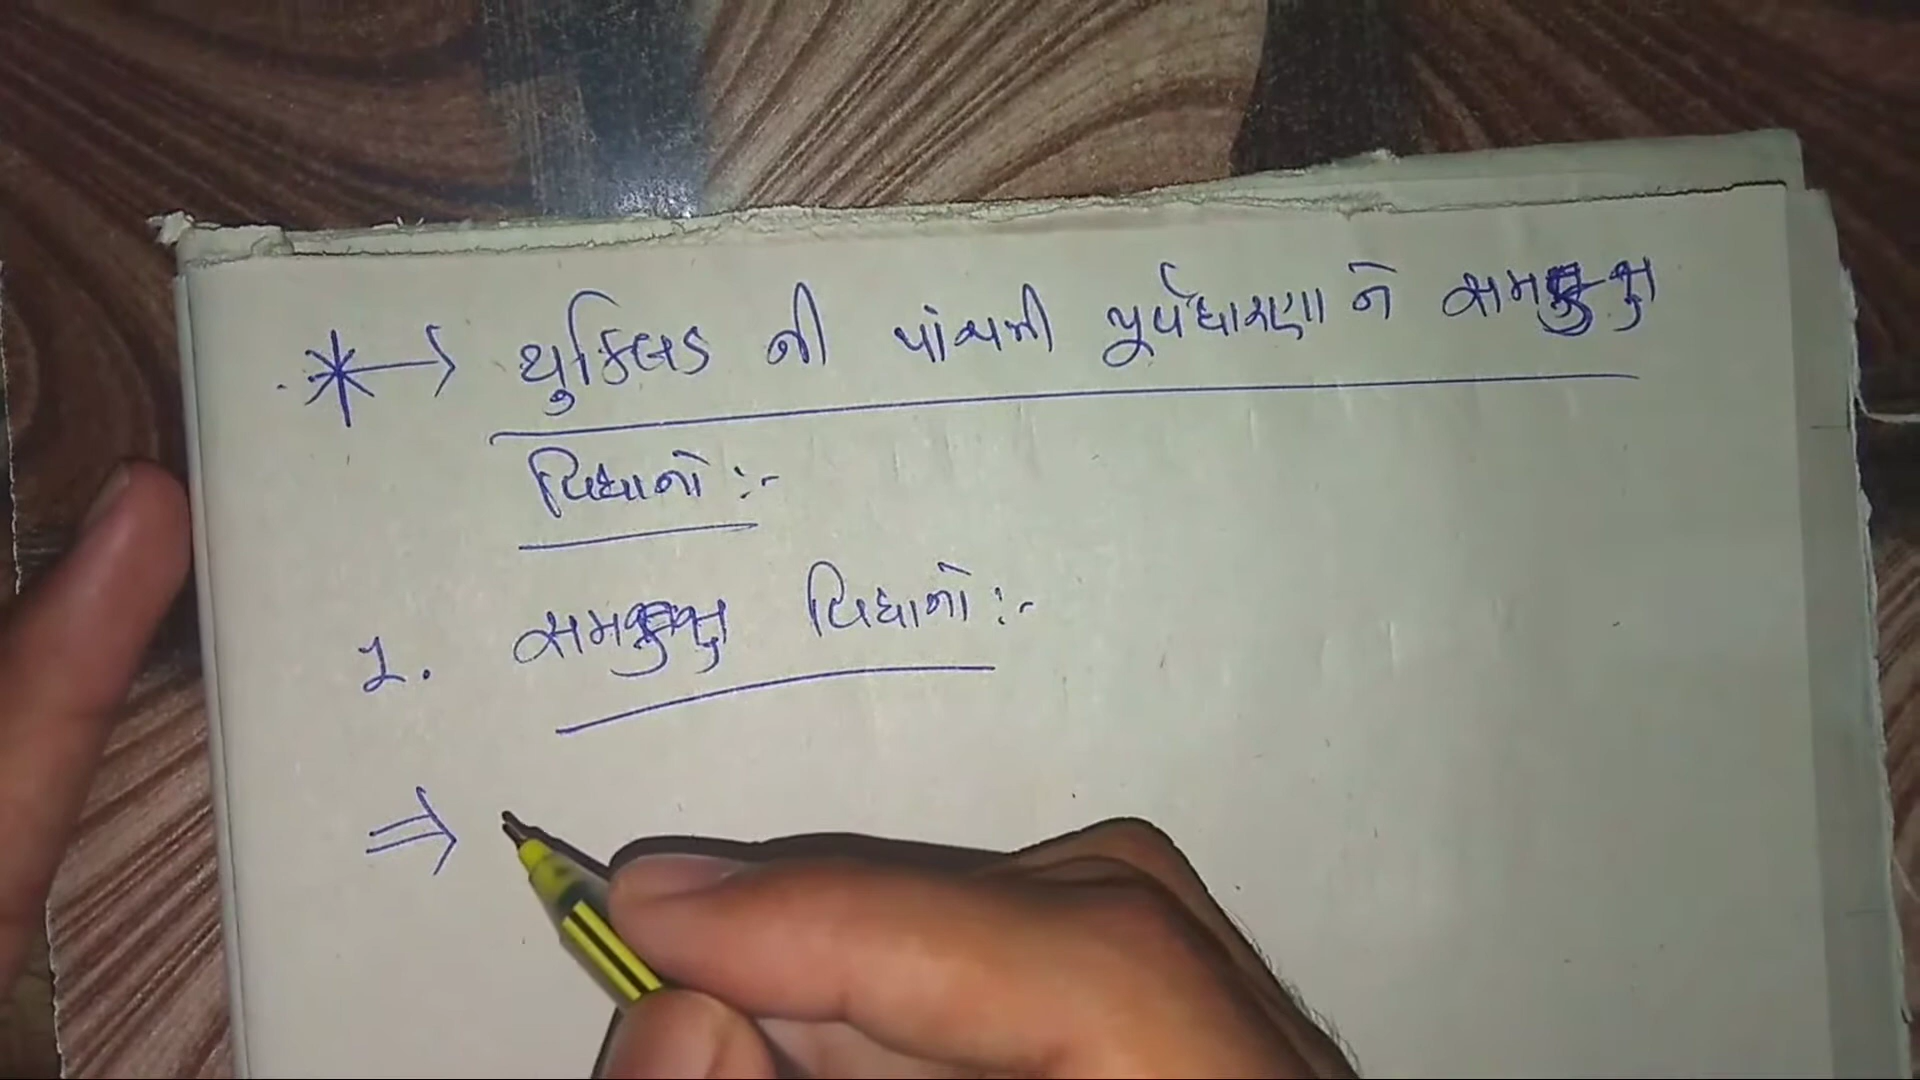 *→ યુક્લિડ ની પાંચમી પૂર્વધારણા ને સમતુલ્ય
વિધાનો :-
1. સમતુલ્ય વિધાનો :-
⇒